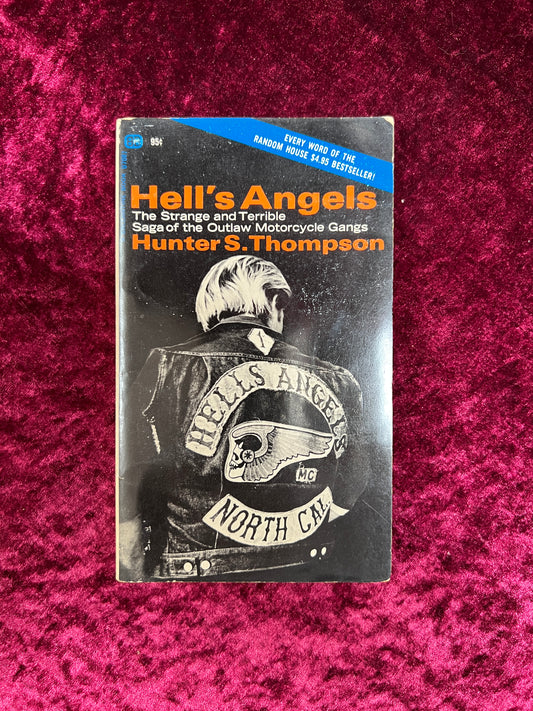 95¢
EVERY WORD OF THE
RANDOM HOUSE $4.95 BESTSELLER!
Hell's Angels
The Strange and Terrible
Saga of the Outlaw Motorcycle Gangs
Hunter S. Thompson
1
HELLS ANGELS
MC
NORTH CAL.